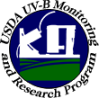 USDA UV-B Monitoring
and Research Program